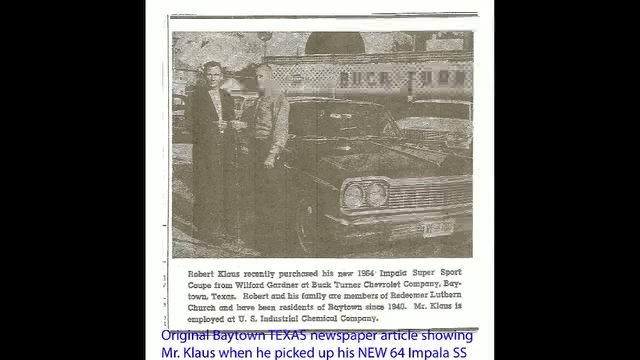 BUCK TURNER
Robert Klaus recently purchased his new 1964 Impala Super Sport
Coupe from Wilford Gardner at Buck Turner Chevrolet Company, Bay-
town, Texas. Robert and his family are members of Redeemer Luthern
Church and have been residents of Baytown since 1940. Mr. Klaus is
employed at U. S. Industrial Chemical Company.
Original Baytown TEXAS newspaper article showing
Mr. Klaus when he picked up his NEW 64 Impala SS